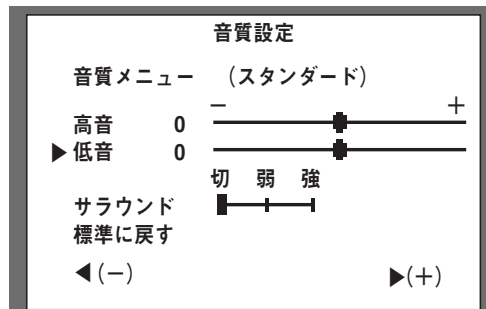 音質設定
音質メニュー (スタンダード)
− +
高音 0
▶低音 0
切 弱 強
サラウンド
標準に戻す
◀(−) ▶(+)